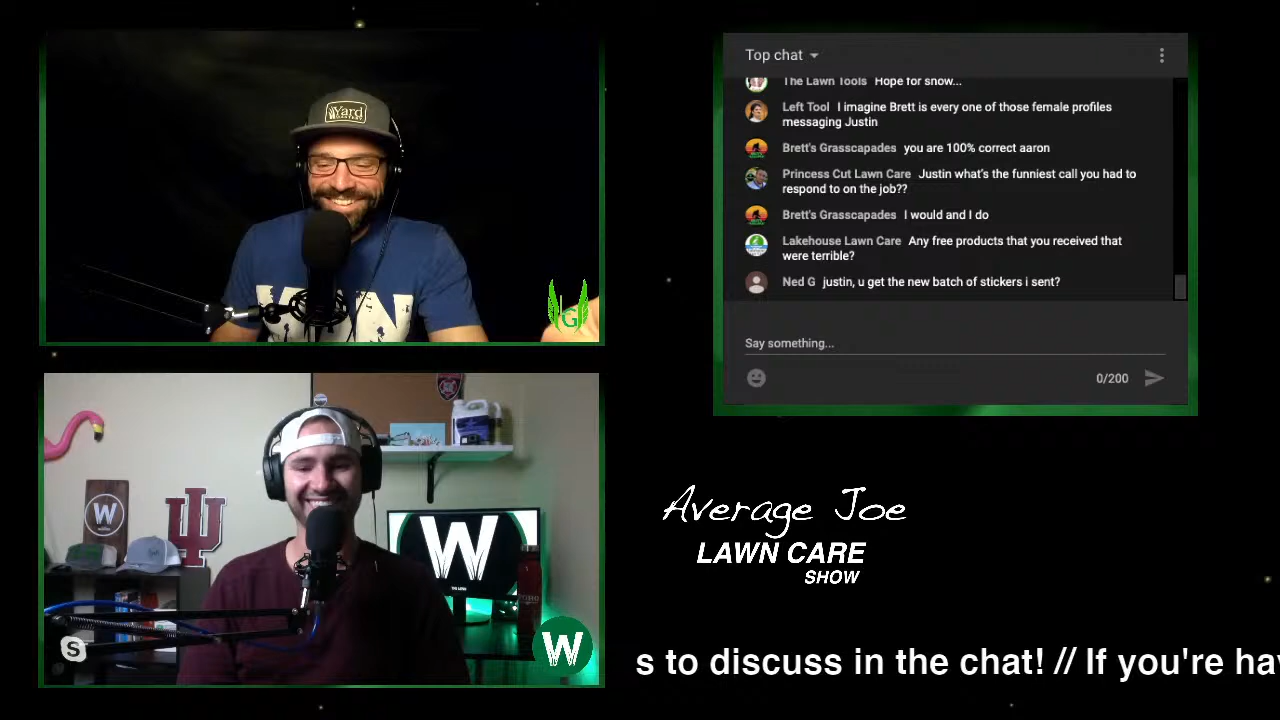 Yard
LAWN
G
W
IU
W
S
W
Top chat
The Lawn Tools Hope for snow...
Left Tool I imagine Brett is every one of those female profiles
messaging Justin
Brett's Grasscapades you are 100% correct aaron
Princess Cut Lawn Care Justin what's the funniest call you had to
respond to on the job??
Brett's Grasscapades I would and I do
Lakehouse Lawn Care Any free products that you received that
were terrible?
Ned G justin, u get the new batch of stickers i sent?
Say something...
0/200
Average Joe
LAWN CARE
SHOW
s to discuss in the chat! // If you're hav